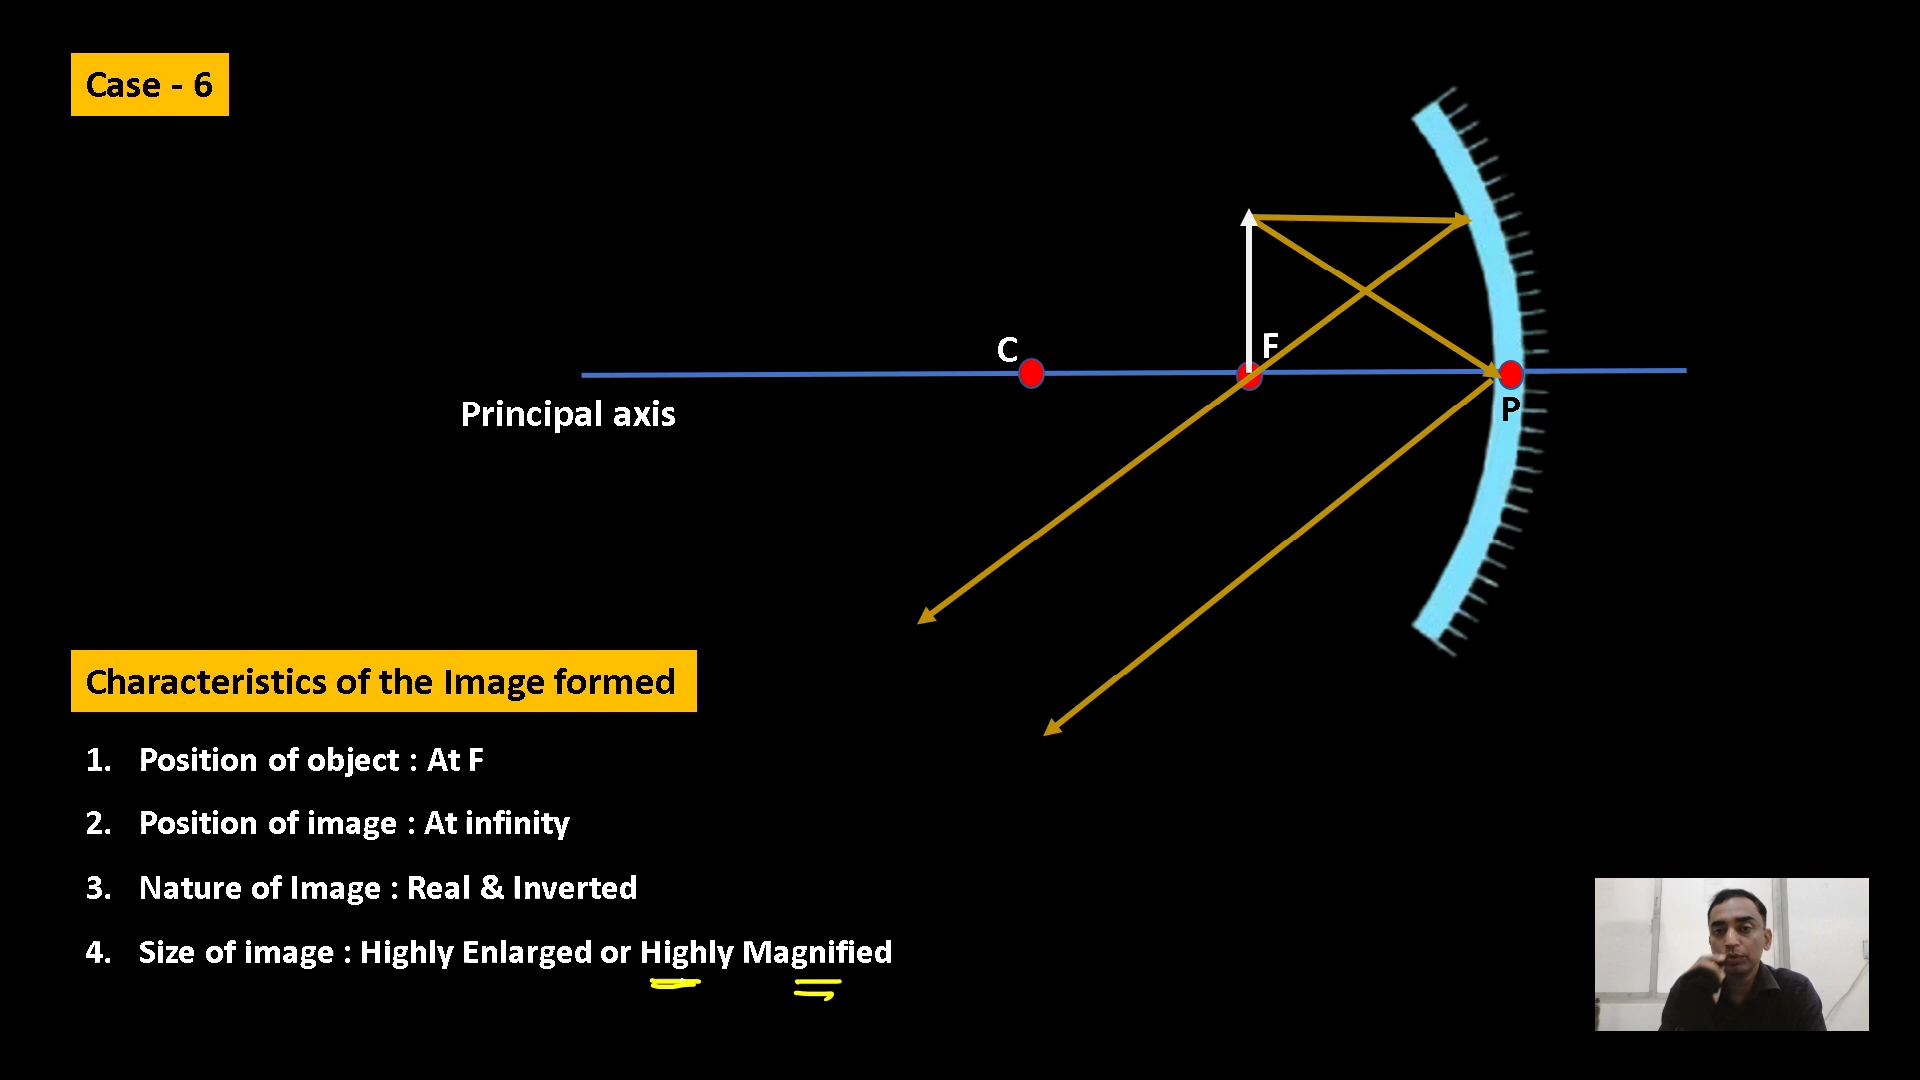 Case - 6
C
F
P
Principal axis
Characteristics of the Image formed
1. Position of object : At F
2. Position of image : At infinity
3. Nature of Image : Real & Inverted
4. Size of image : Highly Enlarged or Highly Magnified